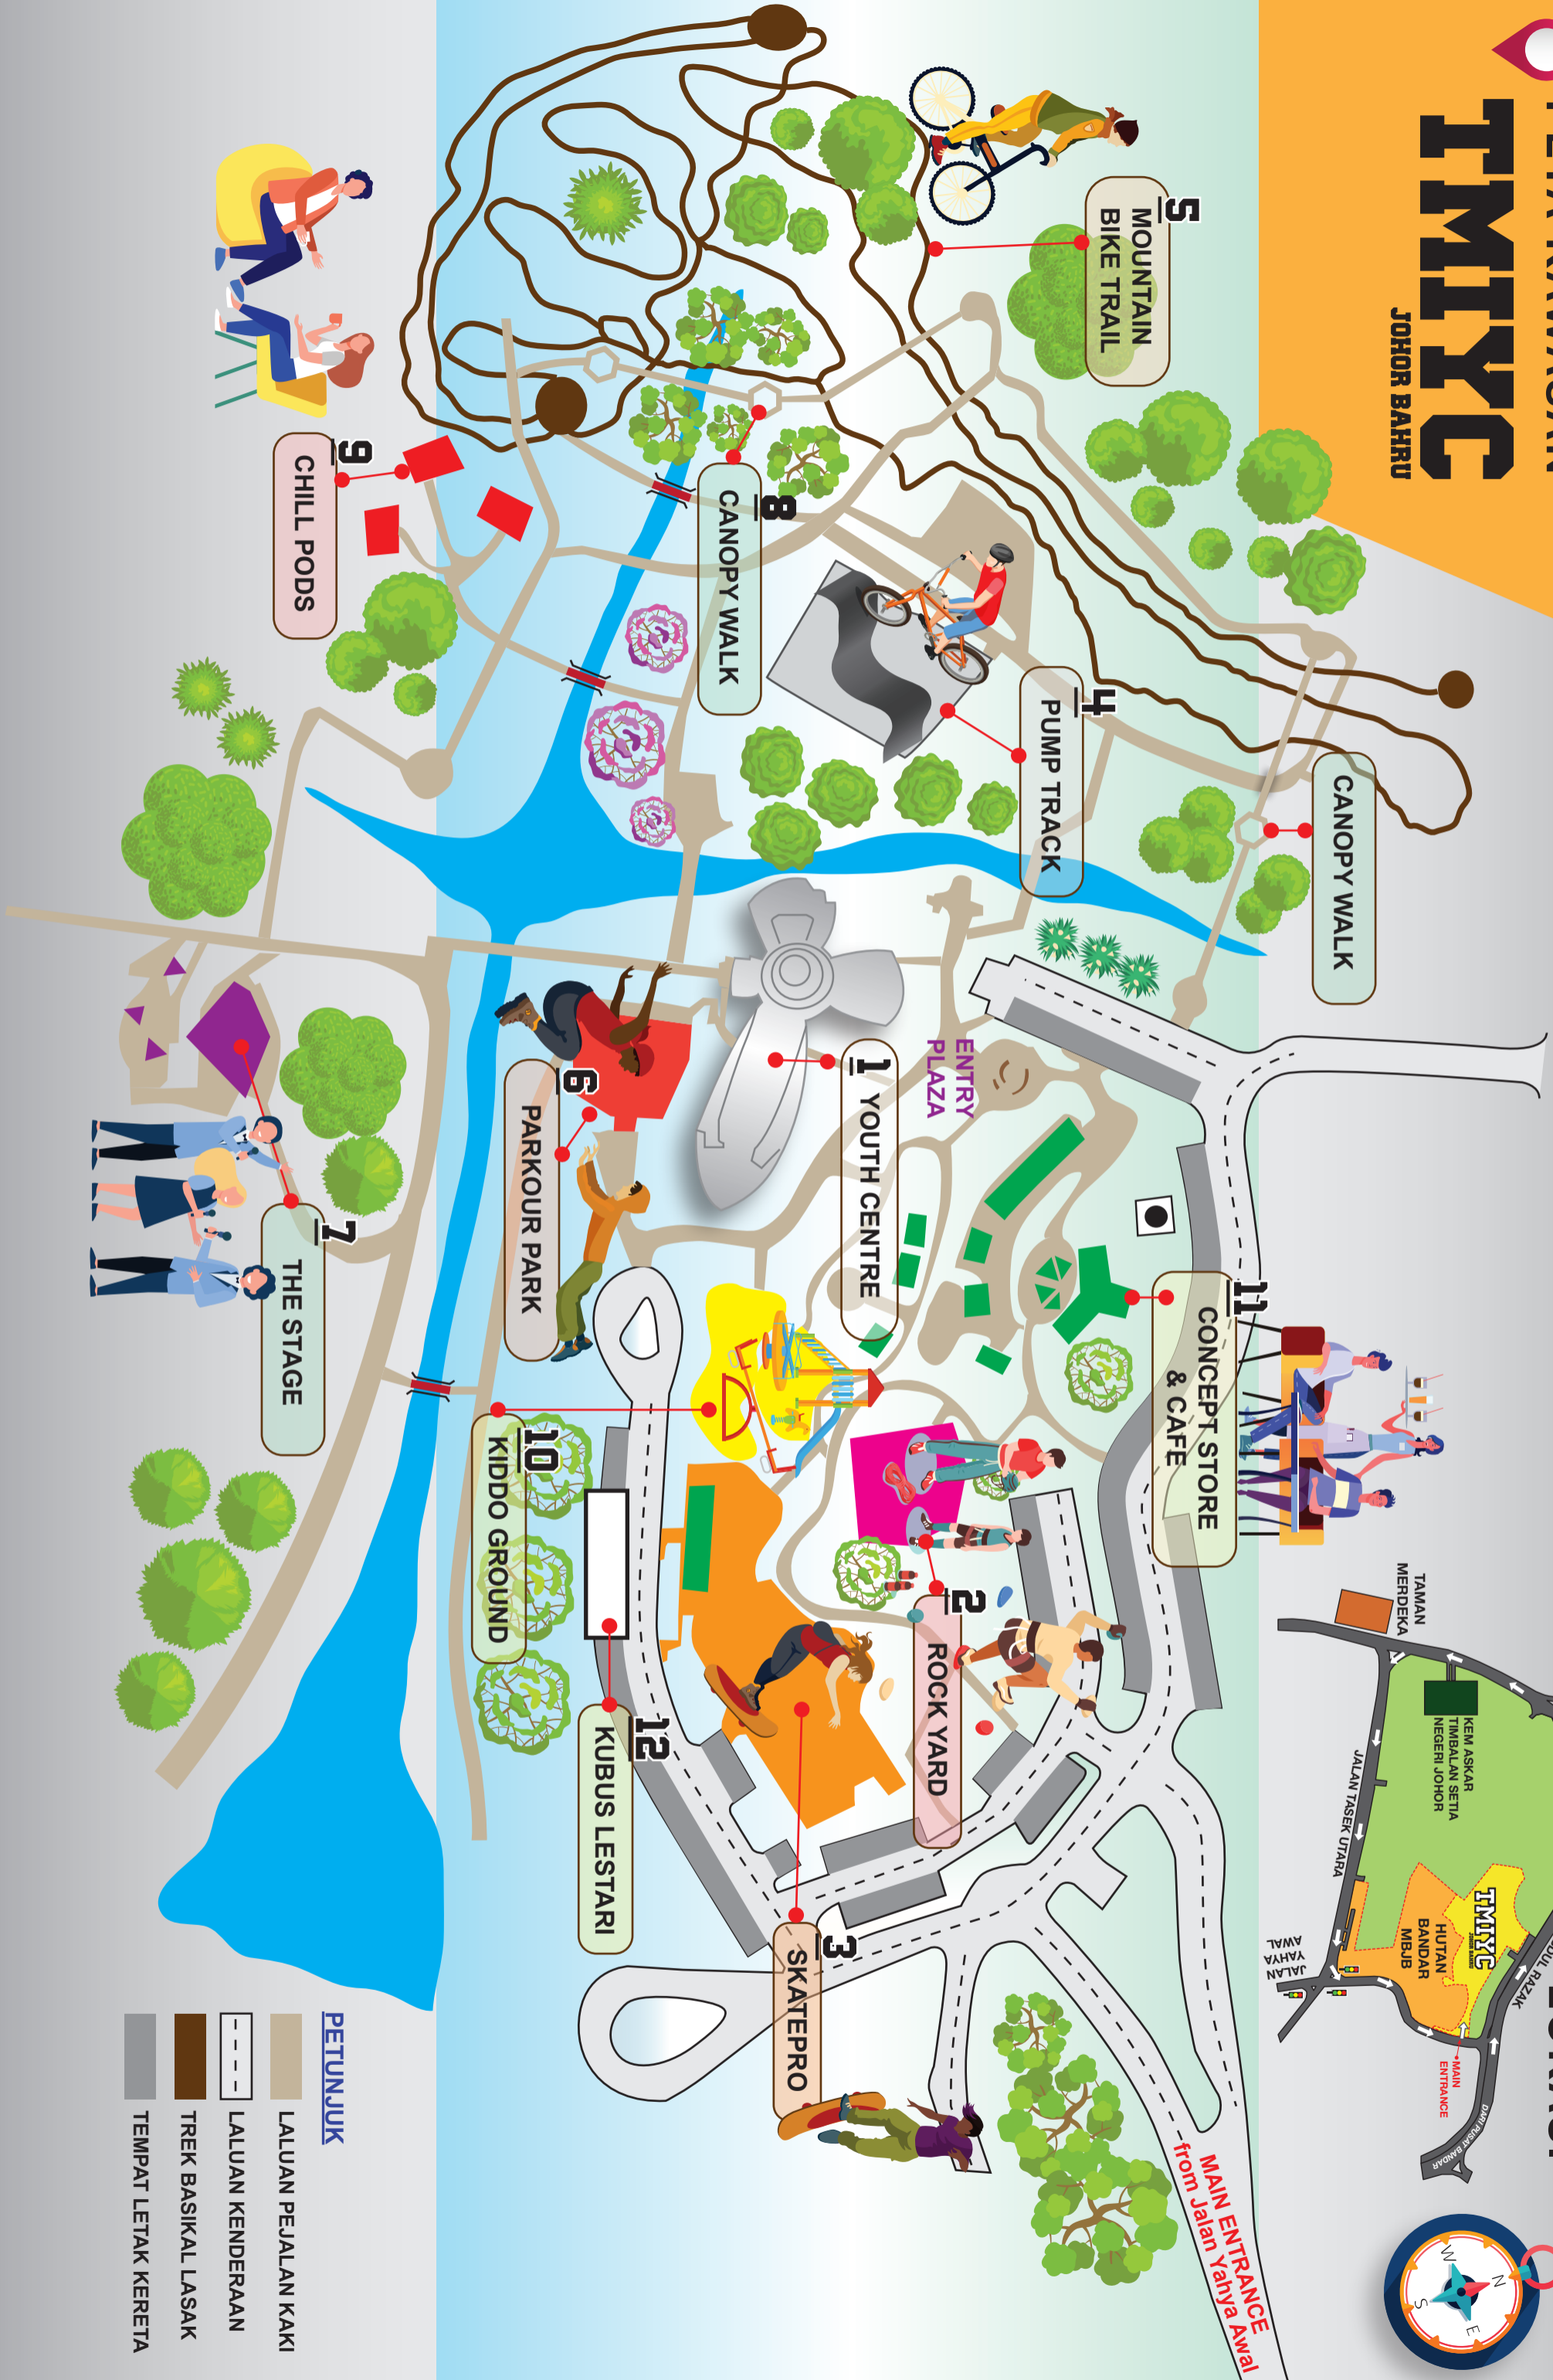 TMIYC
JOHOR BAHRU
5
MOUNTAIN
BIKE TRAIL
CANOPY WALK
4
PUMP TRACK
8
CANOPY WALK
9
CHILL PODS
ENTRY
PLAZA
1 YOUTH CENTRE
6
PARKOUR PARK
7
THE STAGE
11
CONCEPT STORE
& CAFE
2
ROCK YARD
10
KIDDO GROUND
12
KUBUS LESTARI
3
SKATEPRO
MAIN ENTRANCE
from Jalan Yahya Awal
TAMAN
MERDEKA
KEM ASKAR
TIMBALAN SETIA
NEGERI JOHOR
JALAN TASEK UTARA
TMIYC
HUTAN
BANDAR
MBJB
JALAN
YAHYA
AWAL
MAIN
ENTRANCE
DARI PUSAT BANDAR
RAZAK
N
E
S
W
PETUNJUK
LALUAN PEJALAN KAKI
LALUAN KENDERAAN
TREK BASIKAL LASAK
TEMPAT LETAK KERETA